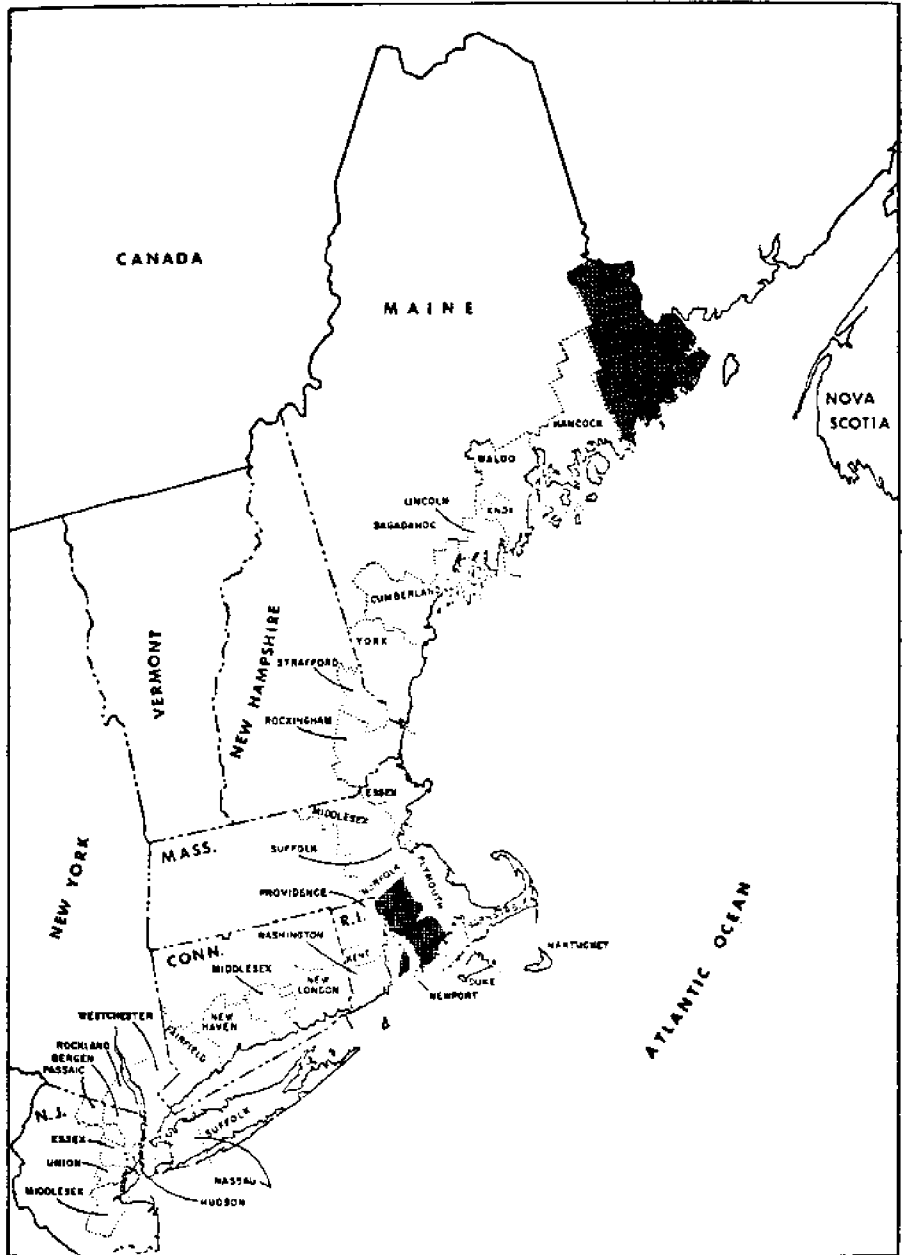 CANADA
MAINE
NOVA
SCOTIA
HANCOCK
WALDO
LINCOLN
KNOX
SAGADAHOC
CUMBERLAND
YORK
STRAFFORD
ROCKINGHAM
VERMONT
NEW HAMPSHIRE
NEW YORK
ESSEX
MIDDLESEX
MASS.
SUFFOLK
NORFOLK
PLYMOUTH
PROVIDENCE
R.I.
WASHINGTON
KENT
CONN.
MIDDLESEX
NEW
LONDON
NEW
HAVEN
NANTUCKET
DUKE
NEWPORT
ATLANTIC OCEAN
WESTCHESTER
FAIRFIELD
ROCKLAND
BERGEN
PASSAIC
N.J.
SUFFOLK
ESSEX
UNION
MIDDLESEX
NASSAU
HUDSON